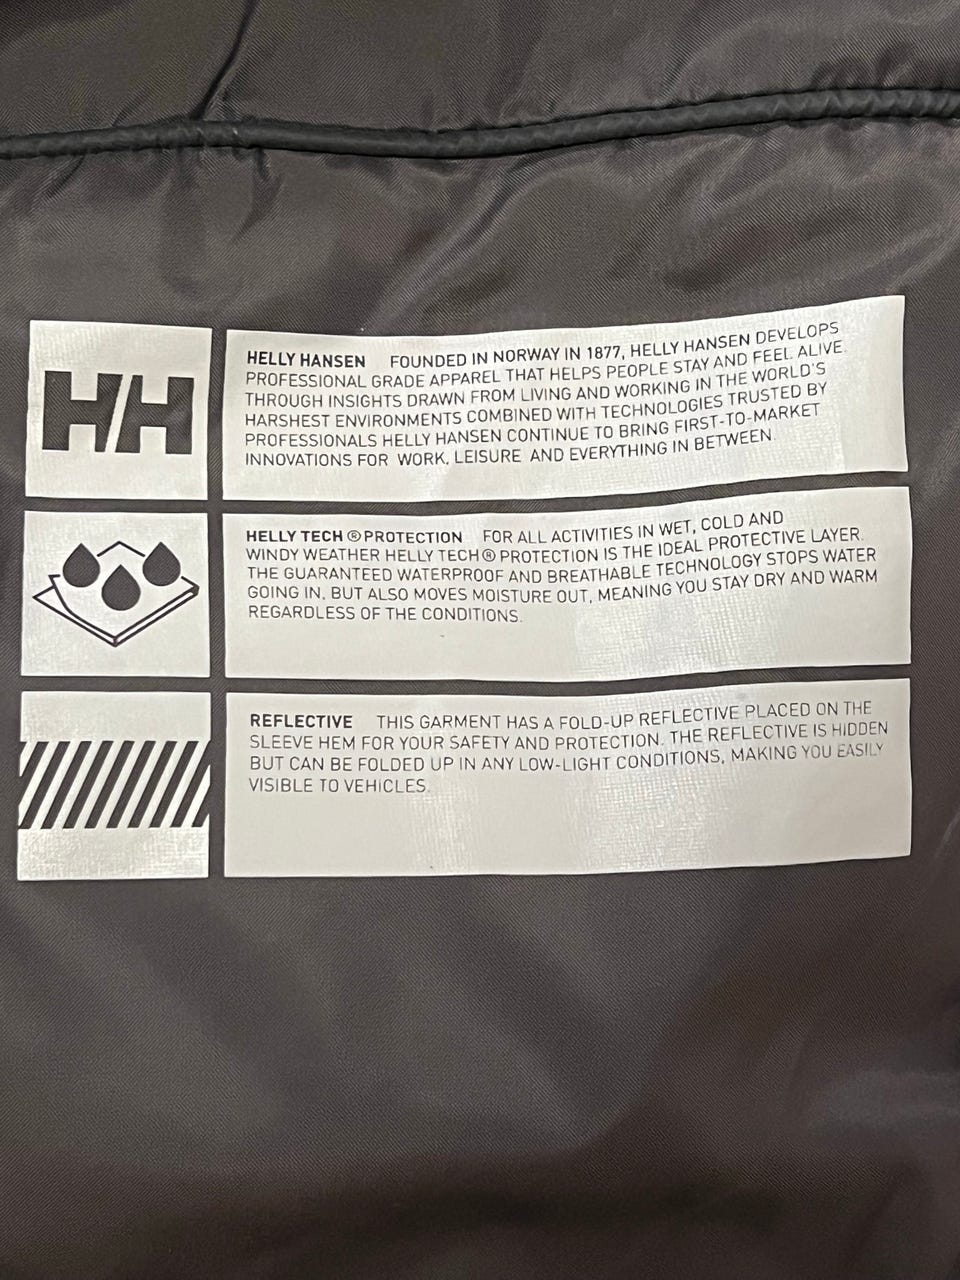 HH
HELLY HANSEN FOUNDED IN NORWAY IN 1877, HELLY HANSEN DEVELOPS
PROFESSIONAL GRADE APPAREL THAT HELPS PEOPLE STAY AND FEEL ALIVE.
THROUGH INSIGHTS DRAWN FROM LIVING AND WORKING IN THE WORLD'S
HARSHEST ENVIRONMENTS COMBINED WITH TECHNOLOGIES TRUSTED BY
PROFESSIONALS HELLY HANSEN CONTINUE TO BRING FIRST-TO-MARKET
INNOVATIONS FOR WORK, LEISURE AND EVERYTHING IN BETWEEN.
HELLY TECH ® PROTECTION FOR ALL ACTIVITIES IN WET, COLD AND
WINDY WEATHER HELLY TECH ® PROTECTION IS THE IDEAL PROTECTIVE LAYER.
THE GUARANTEED WATERPROOF AND BREATHABLE TECHNOLOGY STOPS WATER
GOING IN, BUT ALSO MOVES MOISTURE OUT, MEANING YOU STAY DRY AND WARM
REGARDLESS OF THE CONDITIONS.
REFLECTIVE THIS GARMENT HAS A FOLD-UP REFLECTIVE PLACED ON THE
SLEEVE HEM FOR YOUR SAFETY AND PROTECTION. THE REFLECTIVE IS HIDDEN
BUT CAN BE FOLDED UP IN ANY LOW-LIGHT CONDITIONS, MAKING YOU EASILY
VISIBLE TO VEHICLES.